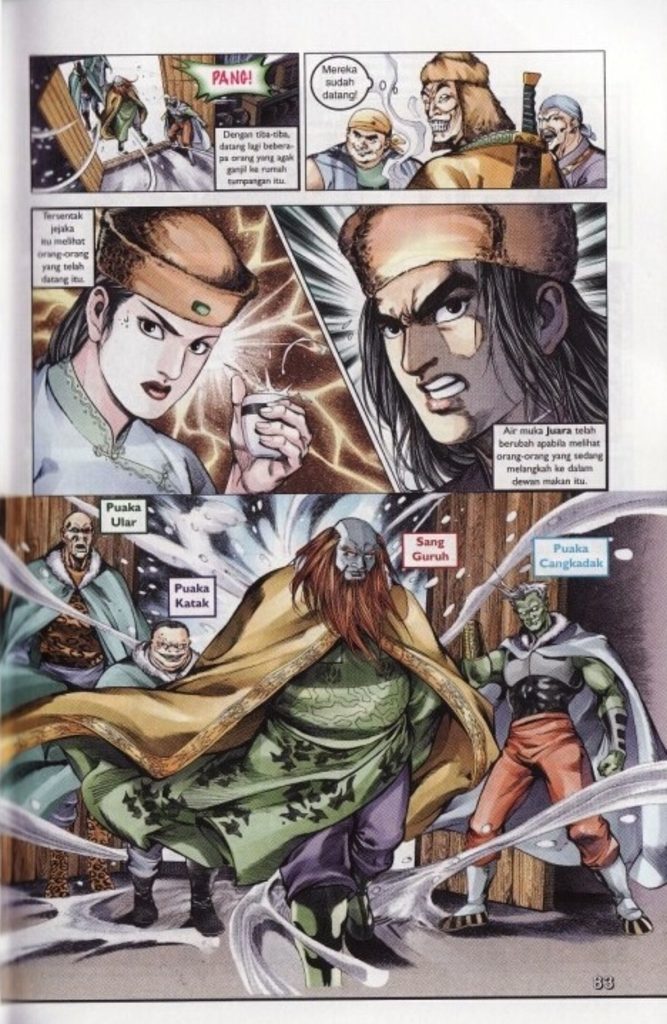 PANG!
Dengan tiba-tiba,
datang lagi bebera-
pa orang yang agak
ganjil ke rumah
tumpangan itu.
Mereka
sudah
datang!
Tersentak
jejaka
itu melihat
orang-orang
yang telah
datang itu.
Air muka Juara telah
berubah apabila melihat
orang-orang yang sedang
melangkah ke dalam
dewan makan itu.
Puaka
Ular
Puaka
Katak
Sang
Guruh
Puaka
Cangkadak
83